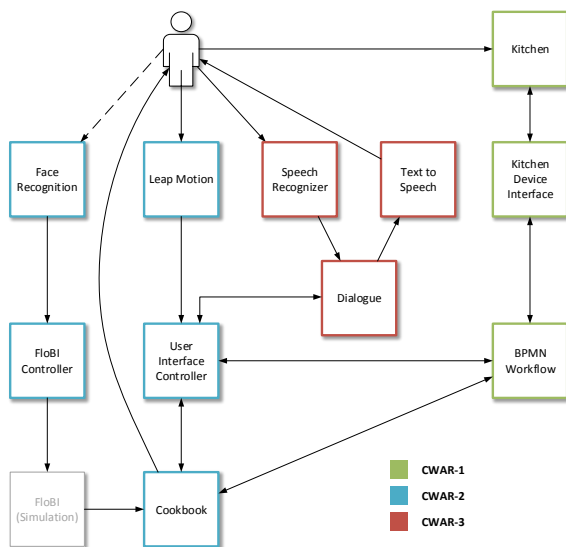 Kitchen
Face
Recognition
Leap Motion
Speech
Recognizer
Text to
Speech
Kitchen
Device
Interface
Dialogue
FloBI
Controller
User
Interface
Controller
BPMN
Workflow
FloBI
(Simulation)
Cookbook
CWAR-1
CWAR-2
CWAR-3